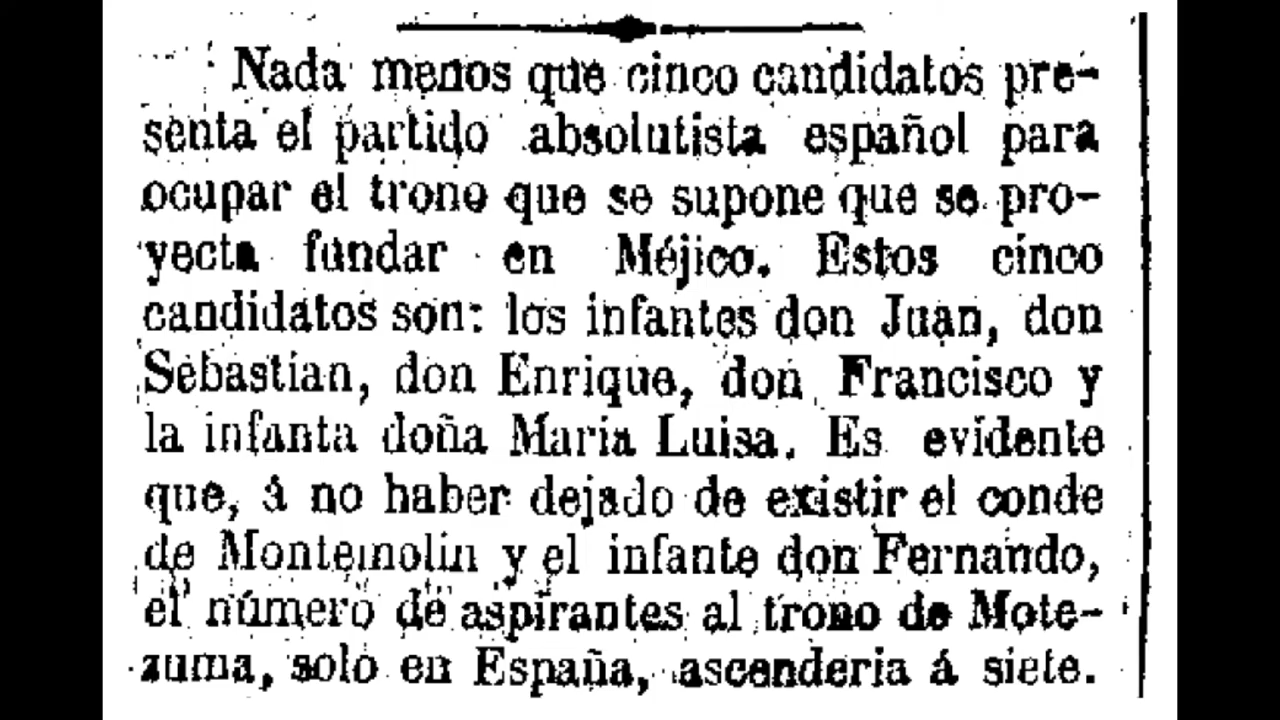 Nada menos que cinco candidatos pre-
senta el partido absolutista español para
ocupar el trono que se supone que se pro-
yecta fundar en Méjico. Estos cinco
candidatos son: los infantes don Juan, don
Sebastian, don Enrique, don Francisco y
la infanta doña Maria Luisa. Es evidente
que, á no haber dejado de existir el conde
de Montemolin y el infante don Fernando,
el número de aspirantes al trono de Mote-
zuma, solo en España, ascenderia á siete.